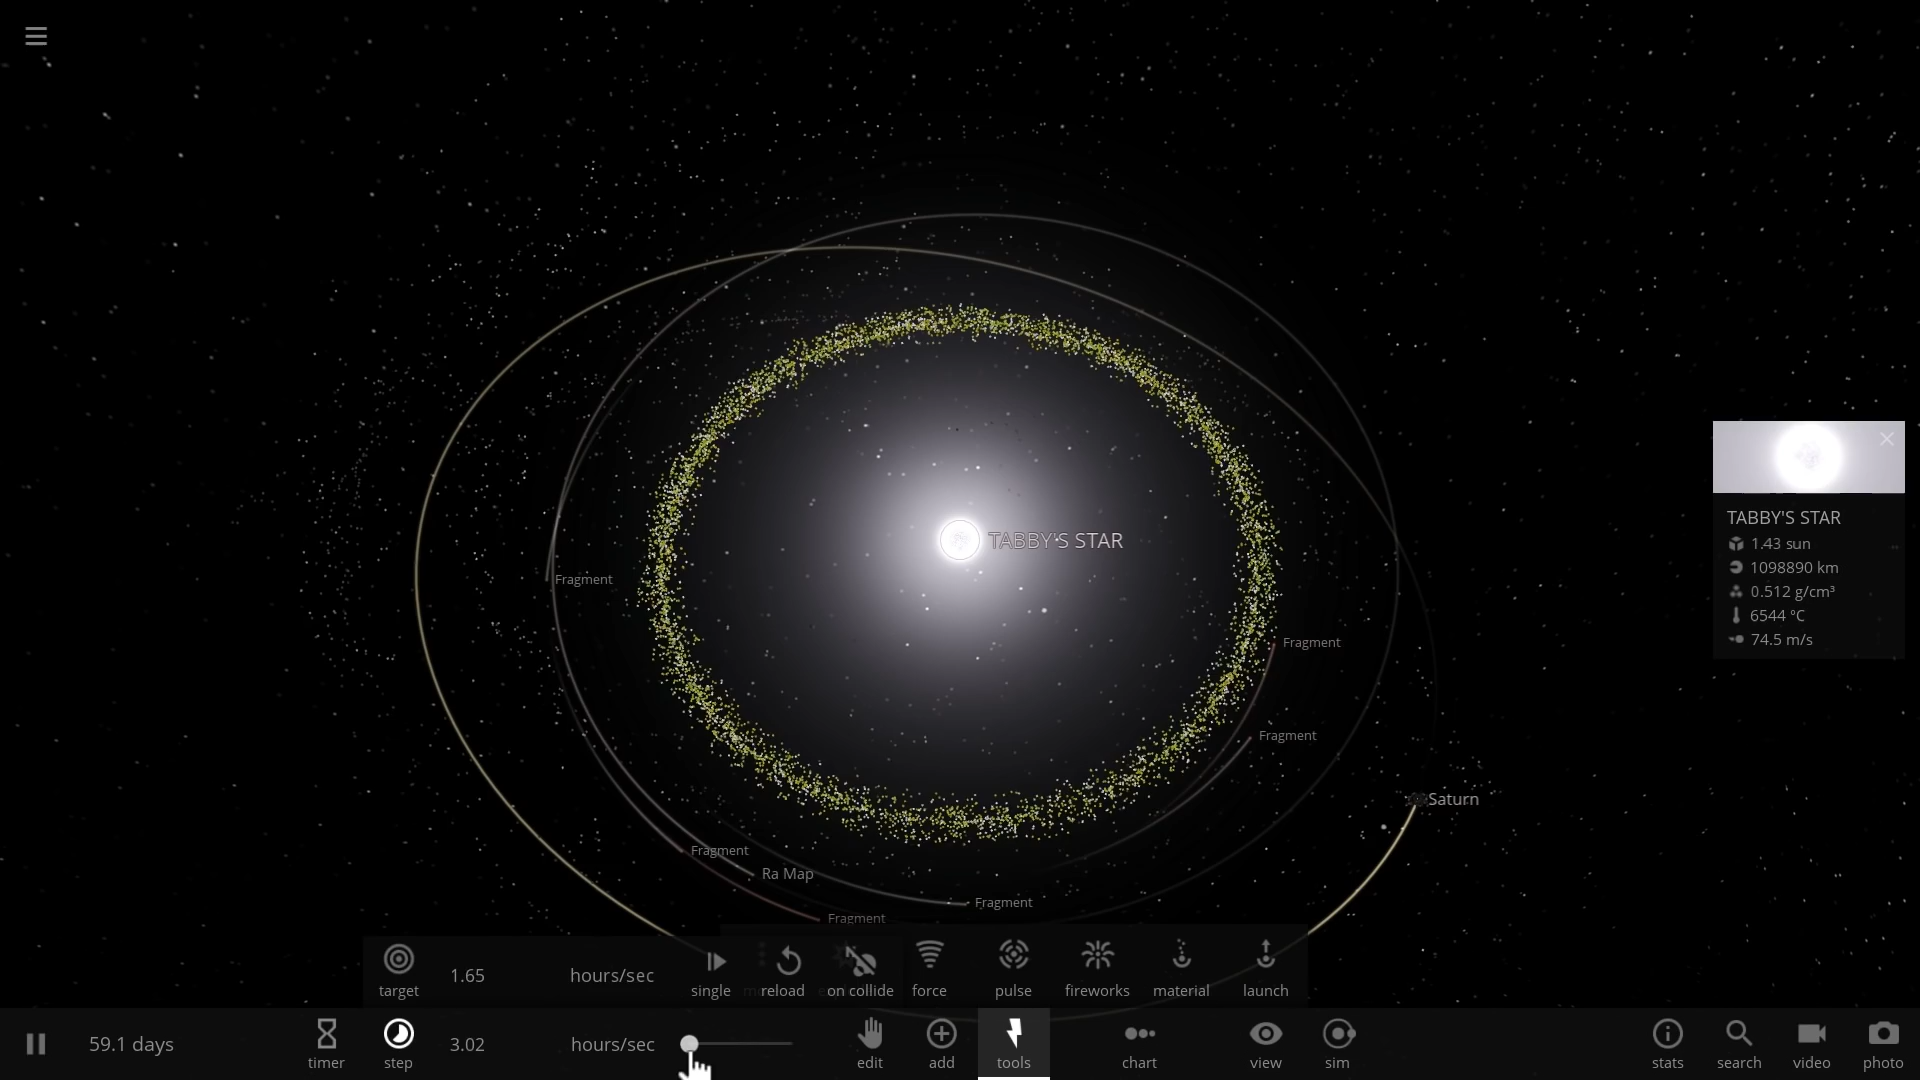 TABBY'S STAR
TABBY'S STAR
1.43 sun
1098890 km
0.512 g/cm³
6544 °C
74.5 m/s
Fragment
Fragment
Fragment
Saturn
Fragment
Ra Map
Fragment
Fragment
1.65 hours/sec
target single reload on collide force pulse fireworks material launch
59.1 days
3.02 hours/sec
timer step edit add tools chart view sim stats search video photo